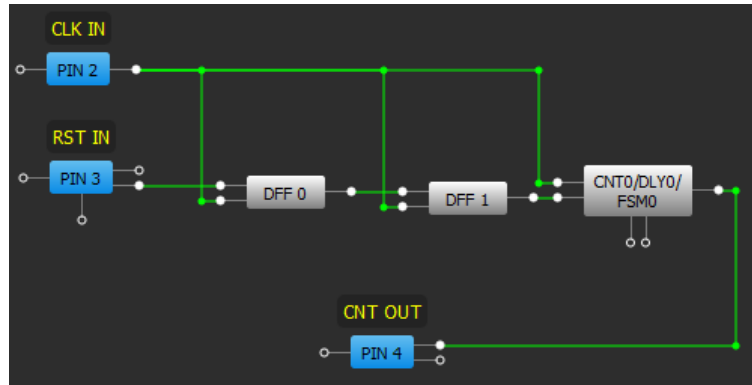 CLK IN
PIN 2
RST IN
PIN 3
DFF 0
DFF 1
CNT0/DLY0/
FSM0
CNT OUT
PIN 4